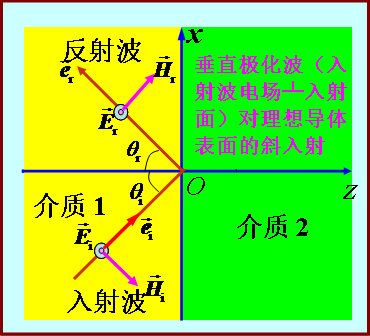 反射波
x
垂直极化波（入
射波电场┴入射
面）对理想导体
表面的斜入射
e⃗r
H⃗r
E⃗r
θr
O
Z
介质 1
θi
E⃗i
e⃗i
介质 2
入射波
H⃗i